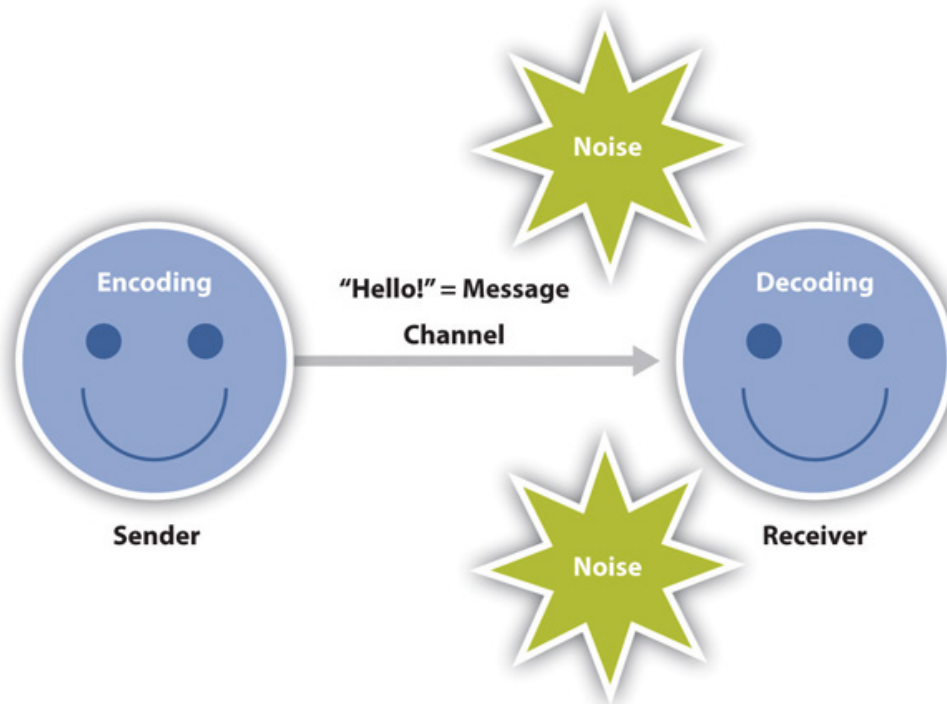 Noise
Encoding
“Hello!” = Message
Channel
Decoding
Sender
Receiver
Noise